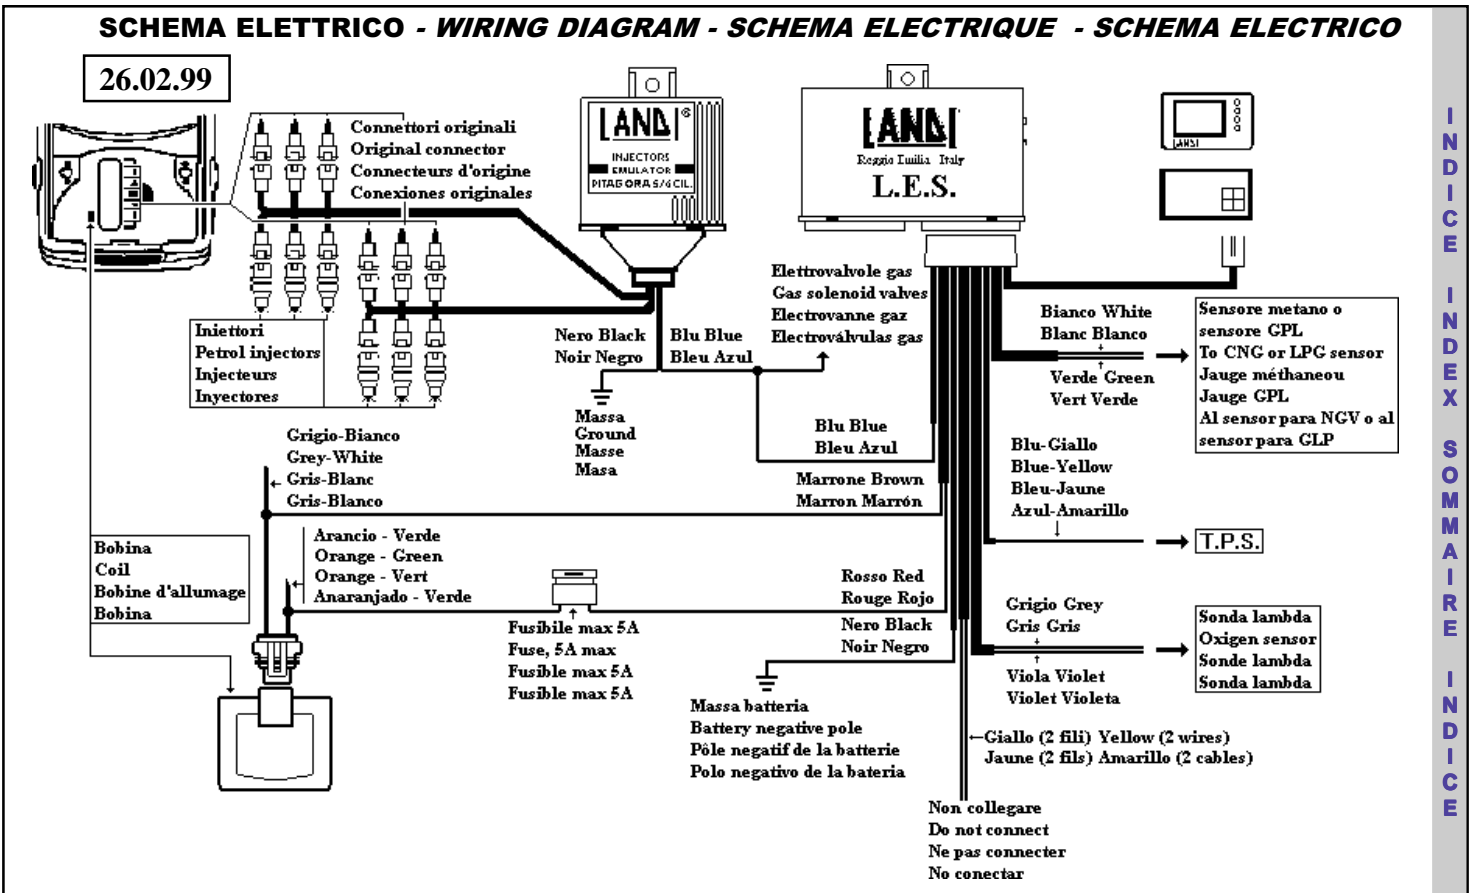 SCHEMA ELETTRICO - WIRING DIAGRAM - SCHEMA ELECTRIQUE - SCHEMA ELECTRICO
26.02.99
Connettori originali
Original connector
Connecteurs d'origine
Conexiones originales
LANDI®
INJECTORS
EMULATOR
PITAGORA 5/6 CIL.
LANDI
Reggio Emilia Italy
L.E.S.
LANDI
Iniettori
Petrol injectors
Injecteurs
Inyectores
Nero Black
Noir Negro
Blu Blue
Bleu Azul
Elettrovalvole gas
Gas solenoid valves
Electrovanne gaz
Electroválvulas gas
Massa
Ground
Masse
Masa
Bianco White
Blanc Blanco
Verde Green
Vert Verde
Sensore metano o
sensore GPL
To CNG or LPG sensor
Jauge méthaneou
Jauge GPL
Al sensor para NGV o al
sensor para GLP
Blu Blue
Bleu Azul
Grigio-Bianco
Grey-White
Gris-Blanc
Gris-Blanco
Marrone Brown
Marron Marrón
Blu-Giallo
Blue-Yellow
Bleu-Jaune
Azul-Amarillo
T.P.S.
Bobina
Coil
Bobine d'allumage
Bobina
Arancio - Verde
Orange - Green
Orange - Vert
Anaranjado - Verde
Fusibile max 5A
Fuse, 5A max
Fusible max 5A
Fusible max 5A
Rosso Red
Rouge Rojo
Nero Black
Noir Negro
Grigio Grey
Gris Gris
Viola Violet
Violet Violeta
Sonda lambda
Oxigen sensor
Sonde lambda
Sonda lambda
Massa batteria
Battery negative pole
Pôle negatif de la batterie
Polo negativo de la bateria
Giallo (2 fili) Yellow (2 wires)
Jaune (2 fils) Amarillo (2 cables)
Non collegare
Do not connect
Ne pas connecter
No conectar
INDICE INDEX SOMMAIRE INDICE